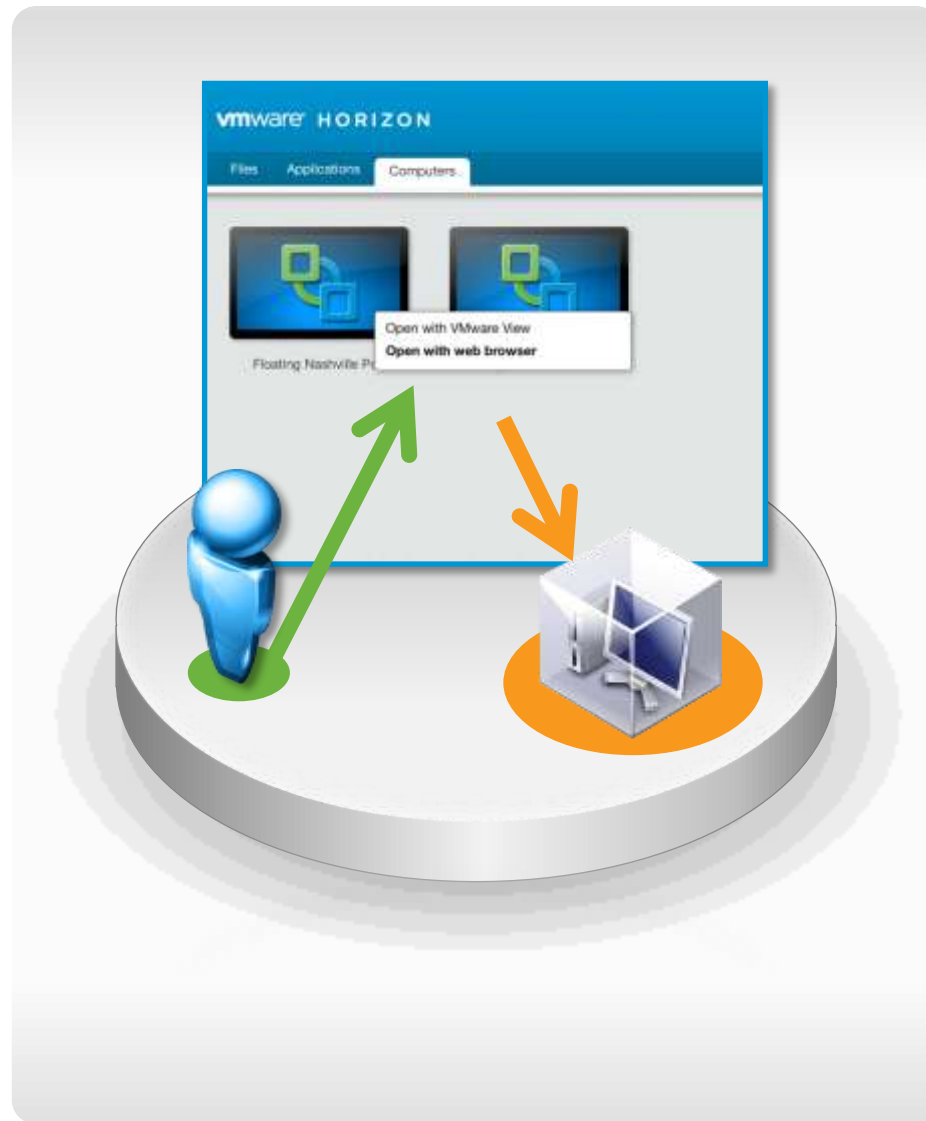 vmware HORIZON
Files Applications Computers
Open with VMware View
Open with web browser
Floating Nashville